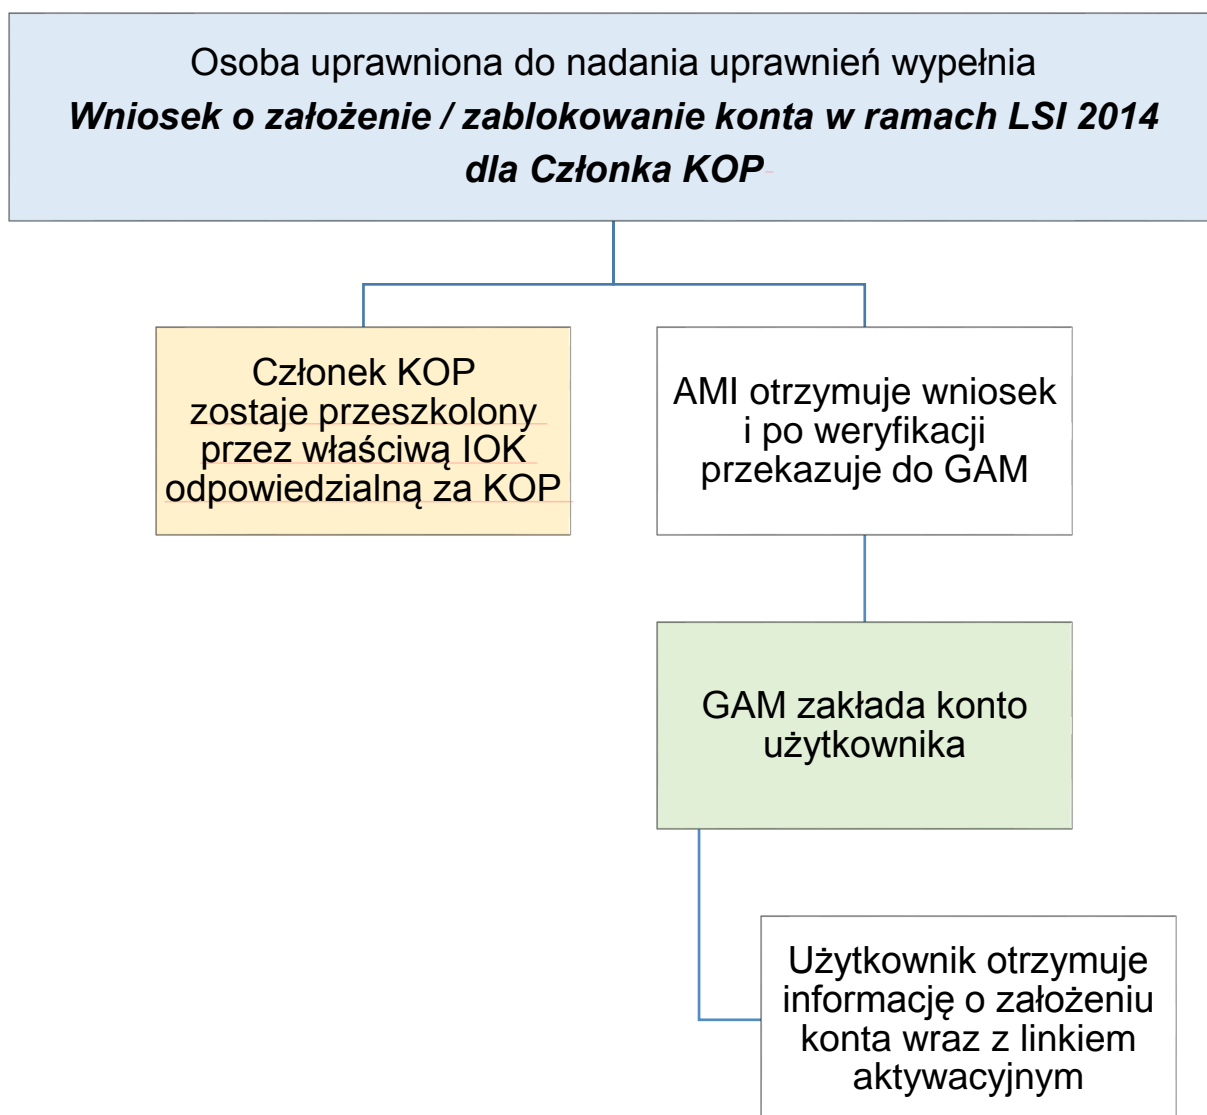 Osoba uprawniona do nadania uprawnień wypełnia
Wniosek o założenie / zablokowanie konta w ramach LSI 2014
dla Członka KOP
Członek KOP
zostaje przeszkolony
przez właściwą IOK
odpowiedzialną za KOP
AMI otrzymuje wniosek
i po weryfikacji
przekazuje do GAM
GAM zakłada konto
użytkownika
Użytkownik otrzymuje
informację o założeniu
konta wraz z linkiem
aktywacyjnym